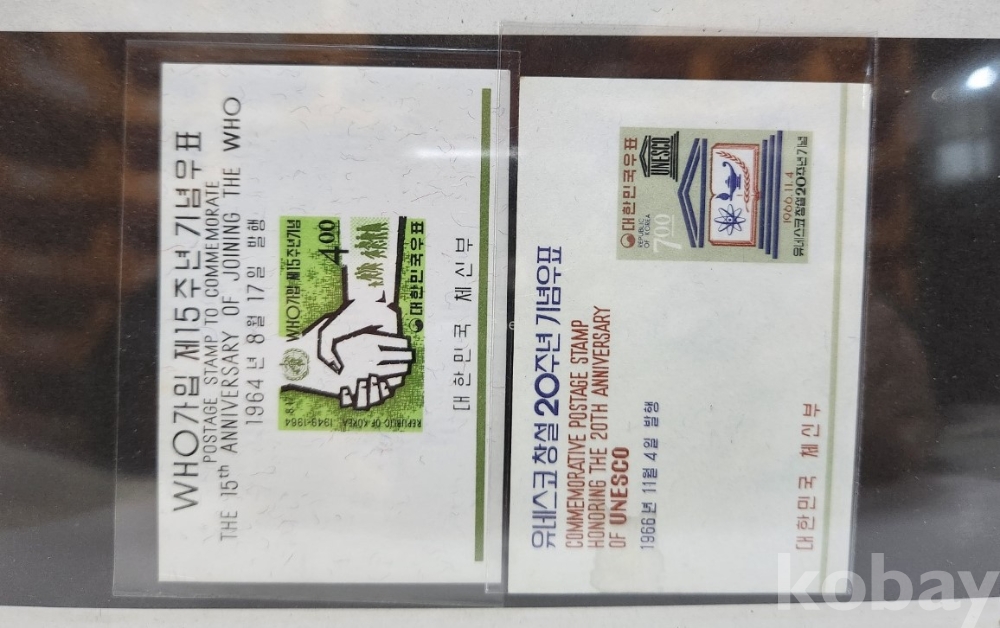 WHO가입 제15주년기념우표
POSTAGE STAMP TO COMMEMORATE
THE 15th ANNIVERSARY OF JOINING THE WHO
1964년 8월 17일 발행
WHO가입 제15주년기념
4.00
대한민국우표
REPUBLIC OF KOREA 1949-1964
대한민국 체신부
유네스코 창설 20주년 기념우표
COMMEMORATIVE POSTAGE STAMP
HONORING THE 20TH ANNIVERSARY
OF UNESCO
1966년 11월 4일 발행
대한민국우표
REPUBLIC
OF KOREA
7.00
UNESCO
1966.11.4
유네스코 창설20주년기념
대한민국 체신부
kobay